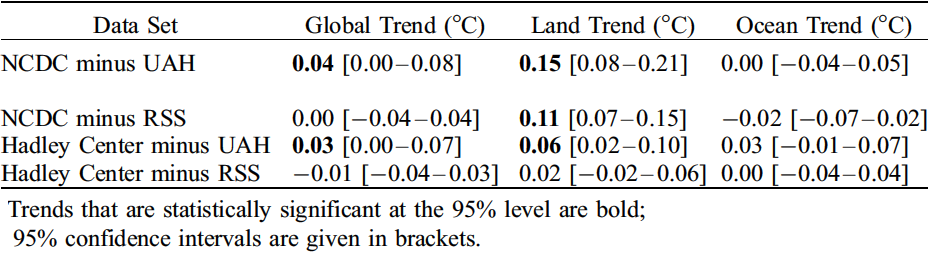 Data Set Global Trend (°C) Land Trend (°C) Ocean Trend (°C)
NCDC minus UAH 0.04 [0.00–0.08] 0.15 [0.08–0.21] 0.00 [−0.04–0.05]
NCDC minus RSS 0.00 [−0.04–0.04] 0.11 [0.07–0.15] −0.02 [−0.07–0.02]
Hadley Center minus UAH 0.03 [0.00–0.07] 0.06 [0.02–0.10] 0.03 [−0.01–0.07]
Hadley Center minus RSS −0.01 [−0.04–0.03] 0.02 [−0.02–0.06] 0.00 [−0.04–0.04]
Trends that are statistically significant at the 95% level are bold;
95% confidence intervals are given in brackets.